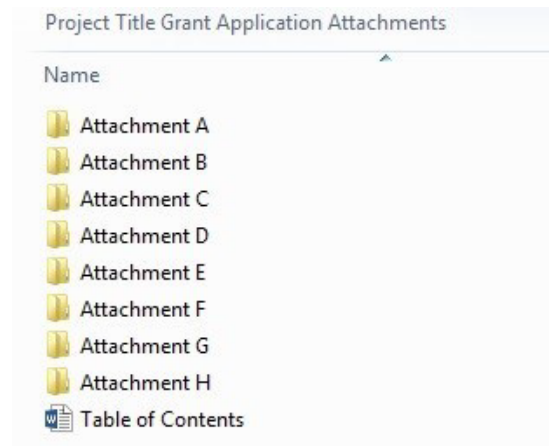 Project Title Grant Application Attachments
Name
Attachment A
Attachment B
Attachment C
Attachment D
Attachment E
Attachment F
Attachment G
Attachment H
Table of Contents